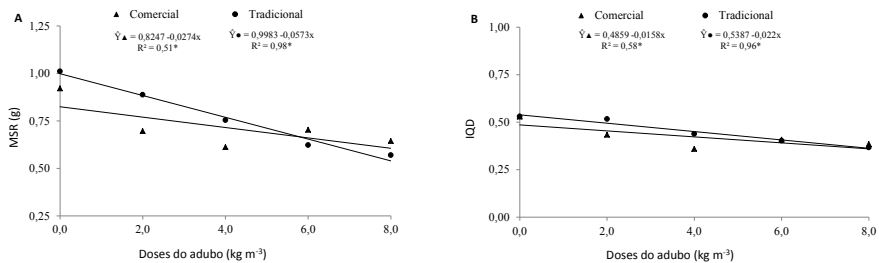 A
▲ Comercial ● Tradicional
Ŷ▲ = 0,8247 -0,0274x Ŷ● = 0,9983 -0,0573x
R² = 0,51* R² = 0,98*
1,25
1,00
0,75
0,50
0,25
MSR (g)
0,0 2,0 4,0 6,0 8,0
Doses do adubo (kg m⁻³)
B
▲ Comercial ● Tradicional
Ŷ▲ = 0,4859 -0,0158x Ŷ● = 0,5387 -0,022x
R² = 0,58* R² = 0,96*
1,00
0,75
0,50
0,25
0,00
IQD
0,0 2,0 4,0 6,0 8,0
Doses do adubo (kg m⁻³)